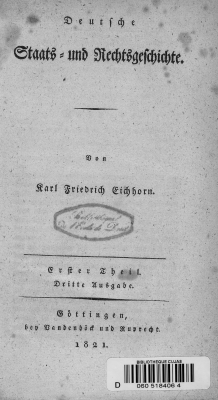 Deutsche
Staats- und Rechtsgeschichte.
Von
Karl Friedrich Eichhorn.
Erster Theil.
Dritte Ausgabe.
Göttingen,
bey Vandenhöck und Ruprecht.
1821.
BIBLIOTHEQUE CUJAS
D 060 518406 4